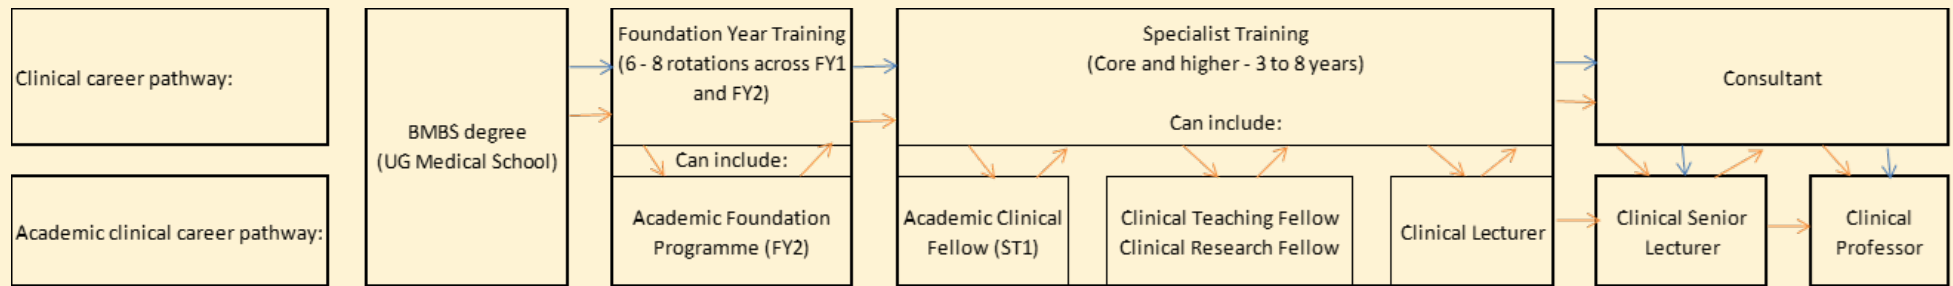 Clinical career pathway:
Academic clinical career pathway:
BMBS degree
(UG Medical School)
Foundation Year Training
(6 - 8 rotations across FY1
and FY2)
Can include:
Academic Foundation
Programme (FY2)
Specialist Training
(Core and higher - 3 to 8 years)
Can include:
Academic Clinical
Fellow (ST1)
Clinical Teaching Fellow
Clinical Research Fellow
Clinical Lecturer
Consultant
Clinical Senior
Lecturer
Clinical
Professor